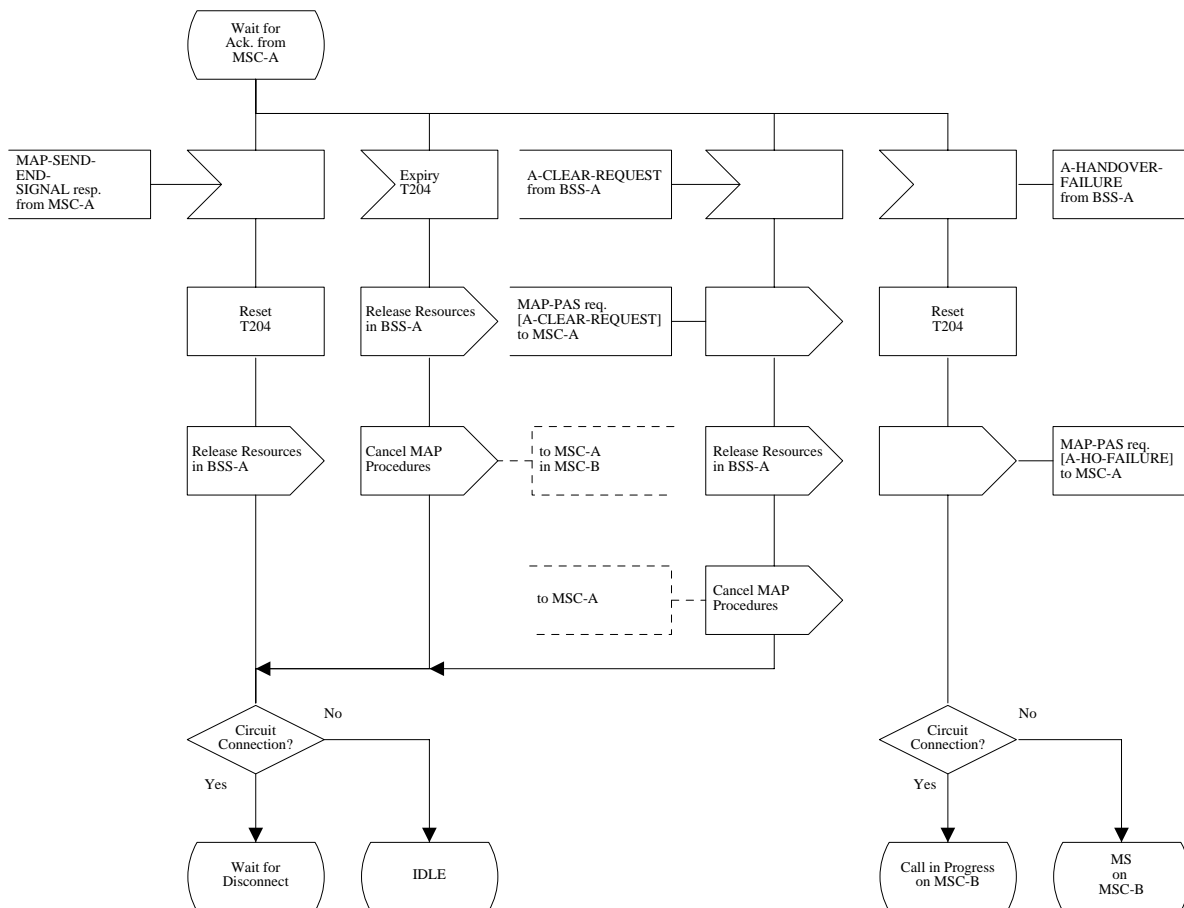 Wait for
Ack. from
MSC-A
MAP-SEND-
END-
SIGNAL resp.
from MSC-A
Expiry
T204
A-CLEAR-REQUEST
from BSS-A
A-HANDOVER-
FAILURE
from BSS-A
Reset
T204
Release Resources
in BSS-A
MAP-PAS req.
[A-CLEAR-REQUEST]
to MSC-A
Reset
T204
Release Resources
in BSS-A
Cancel MAP
Procedures
to MSC-A
in MSC-B
Release Resources
in BSS-A
MAP-PAS req.
[A-HO-FAILURE]
to MSC-A
to MSC-A
Cancel MAP
Procedures
Circuit
Connection?
No
Yes
Circuit
Connection?
No
Yes
Wait for
Disconnect
IDLE
Call in Progress
on MSC-B
MS
on
MSC-B